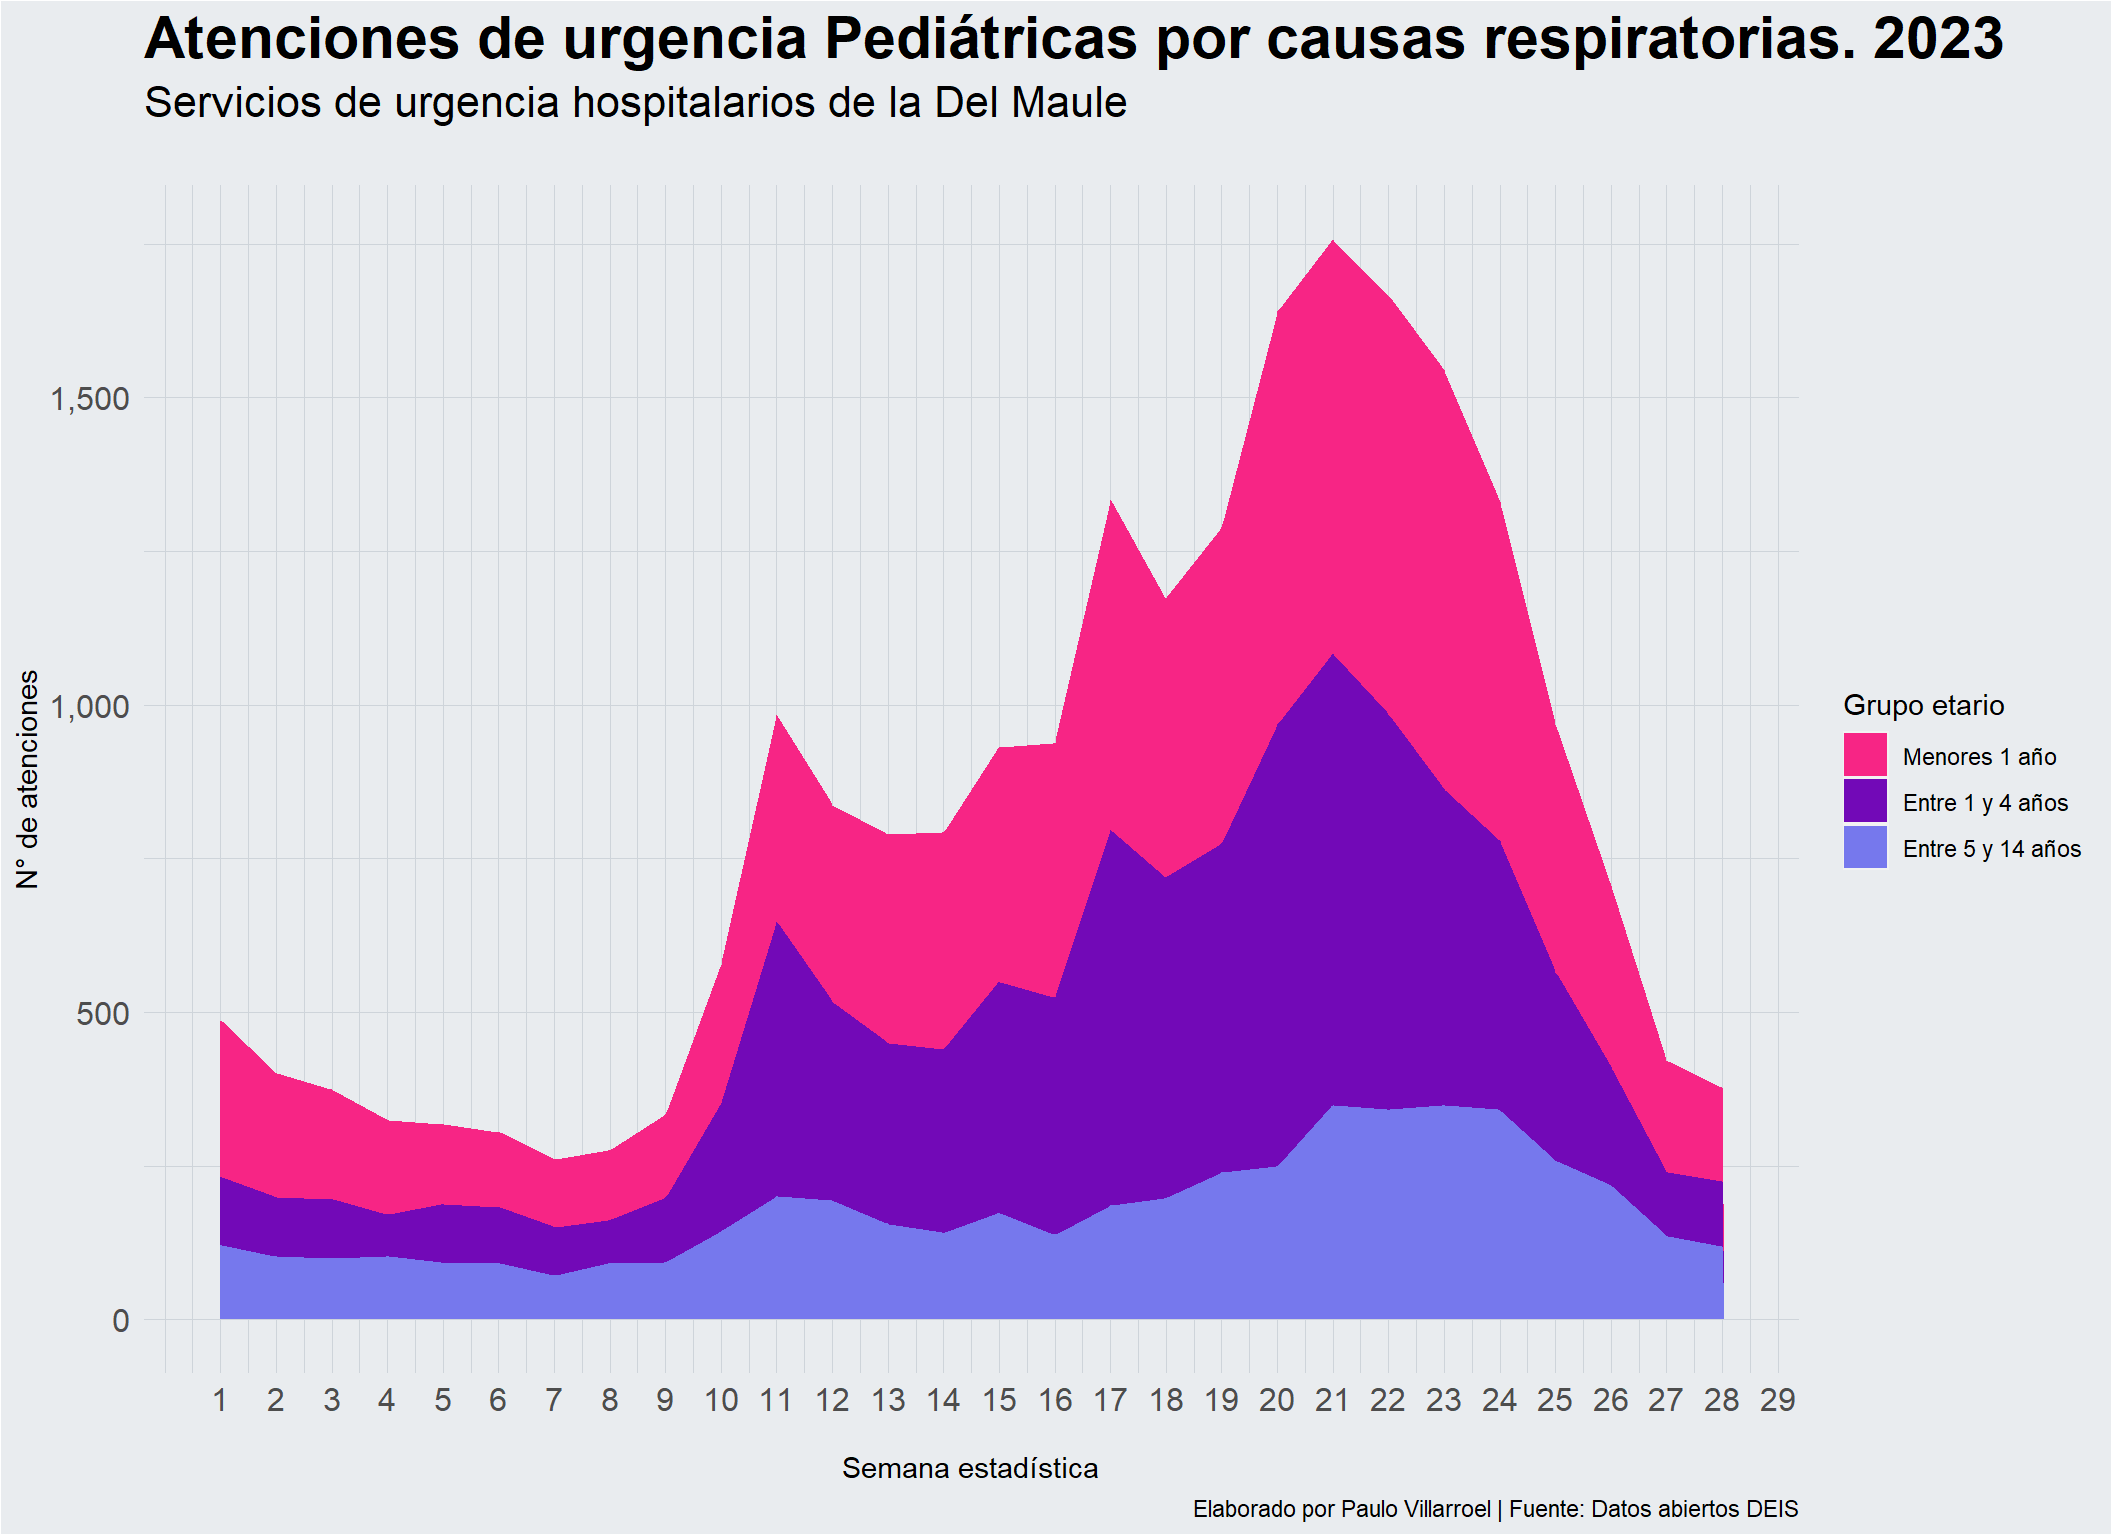 Atenciones de urgencia Pediátricas por causas respiratorias. 2023
Servicios de urgencia hospitalarios de la Del Maule
N° de atenciones
1,500
1,000
500
0
1 2 3 4 5 6 7 8 9 10 11 12 13 14 15 16 17 18 19 20 21 22 23 24 25 26 27 28 29
Semana estadística
Grupo etario
Menores 1 año
Entre 1 y 4 años
Entre 5 y 14 años
Elaborado por Paulo Villarroel | Fuente: Datos abiertos DEIS